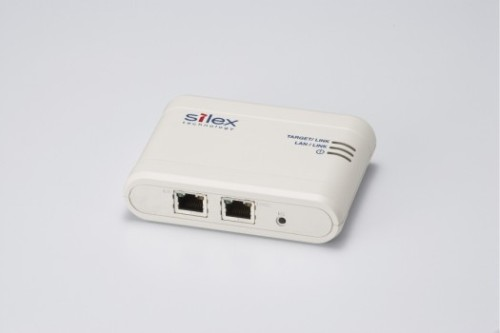 silex
technology
TARGET/ LINK
LAN / LINK